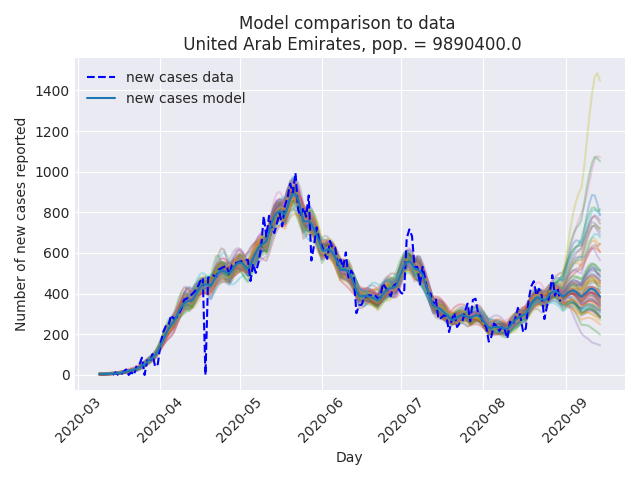 Model comparison to data
United Arab Emirates, pop. = 9890400.0
new cases data
new cases model
Number of new cases reported
1400
1200
1000
800
600
400
200
0
2020-03
2020-04
2020-05
2020-06
2020-07
2020-08
2020-09
Day